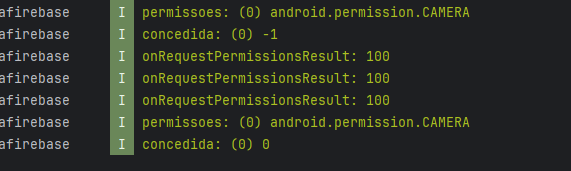 afirebase I permissoes: (0) android.permission.CAMERA
afirebase I concedida: (0) -1
afirebase I onRequestPermissionsResult: 100
afirebase I onRequestPermissionsResult: 100
afirebase I onRequestPermissionsResult: 100
afirebase I permissoes: (0) android.permission.CAMERA
afirebase I concedida: (0) 0